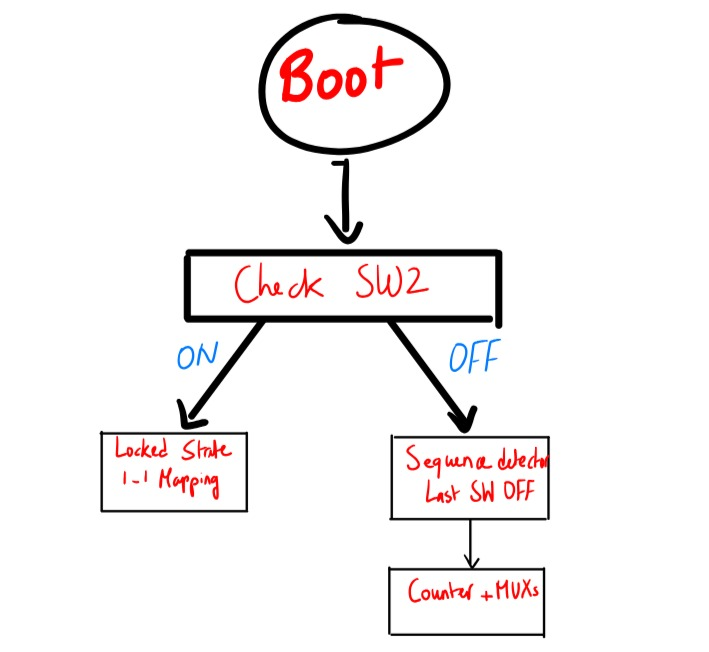 Boot
Check SW2
ON
OFF
Locked State
1-1 Mapping
Sequence detector
Last SW OFF
Counter + MUXs